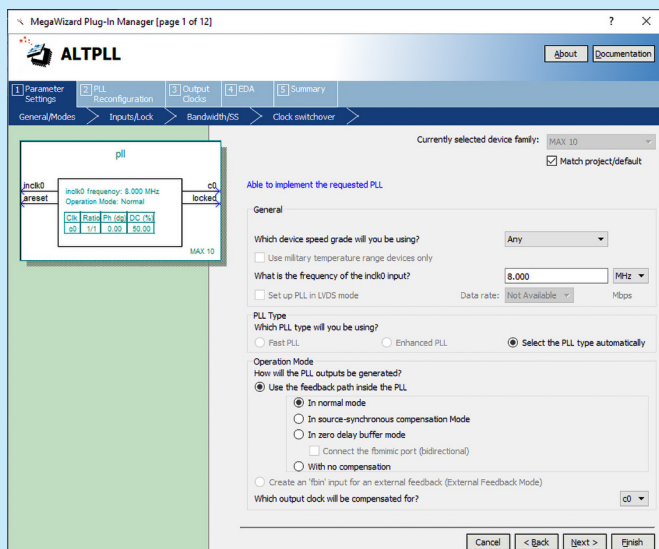 MegaWizard Plug-In Manager [page 1 of 12]
? X
ALTPLL
About
Documentation
1 Parameter Settings
2 PLL Reconfiguration
3 Output Clocks
4 EDA
5 Summary
General/Modes
Inputs/Lock
Bandwidth/SS
Clock switchover
pll
inclk0
areset
c0
locked
inclk0 frequency: 8.000 MHz
Operation Mode: Normal
Clk Ratio Ph (dg) DC (%)
c0 1/1 0.00 50.00
MAX 10
Currently selected device family: MAX 10
Match project/default
Able to implement the requested PLL
General
Which device speed grade will you be using? Any
Use military temperature range devices only
What is the frequency of the inclk0 input? 8.000 MHz
Set up PLL in LVDS mode Data rate: Not Available Mbps
PLL Type
Which PLL type will you be using?
Fast PLL Enhanced PLL Select the PLL type automatically
Operation Mode
How will the PLL outputs be generated?
Use the feedback path inside the PLL
In normal mode
In source-synchronous compensation Mode
In zero delay buffer mode
Connect the fbmimic port (bidirectional)
With no compensation
Create an 'fbin' input for an external feedback (External Feedback Mode)
Which output clock will be compensated for? c0
Cancel < Back Next > Finish